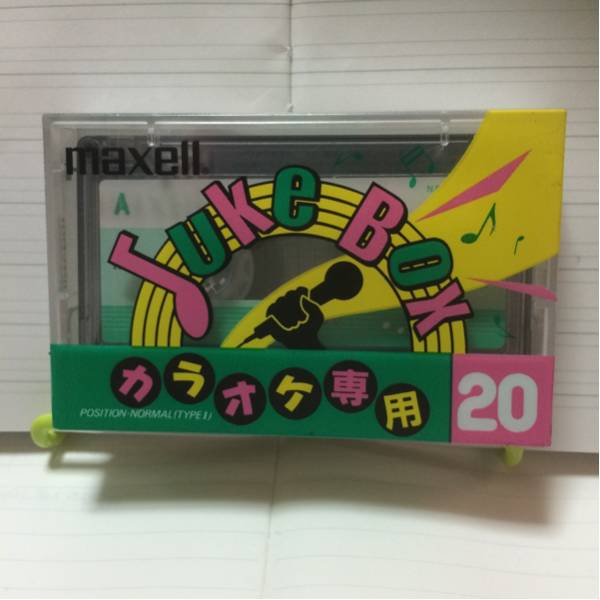 maxell
A
Juke Box
カラオケ専用
POSITION·NORMAL(TYPE I)
20